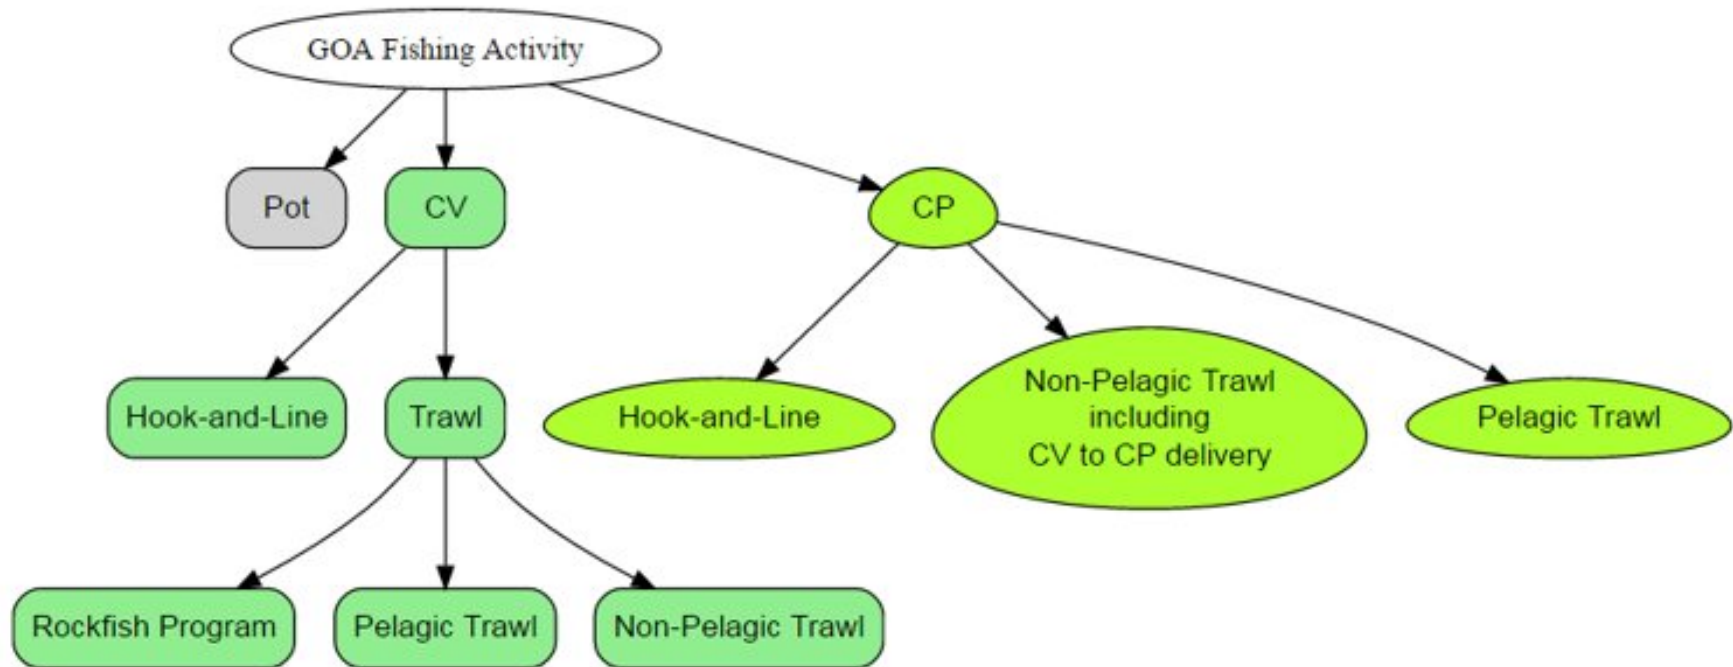 GOA Fishing Activity
Pot
CV
CP
Hook-and-Line
Trawl
Hook-and-Line
Non-Pelagic Trawl
including
CV to CP delivery
Pelagic Trawl
Rockfish Program
Pelagic Trawl
Non-Pelagic Trawl